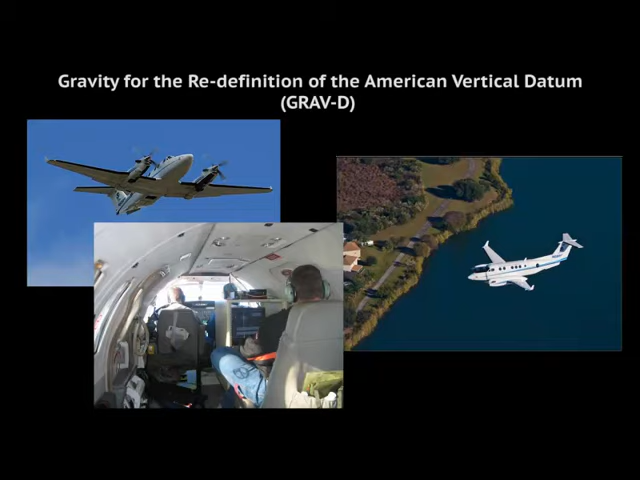 Gravity for the Re-definition of the American Vertical Datum
(GRAV-D)